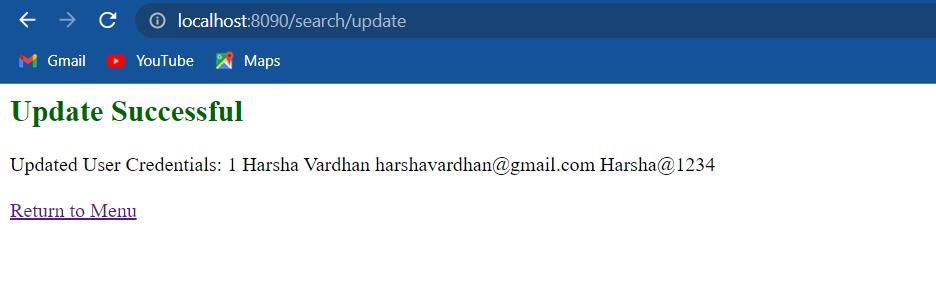 localhost:8090/search/update
Gmail YouTube Maps
Update Successful
Updated User Credentials: 1 Harsha Vardhan harshavardhan@gmail.com Harsha@1234
Return to Menu